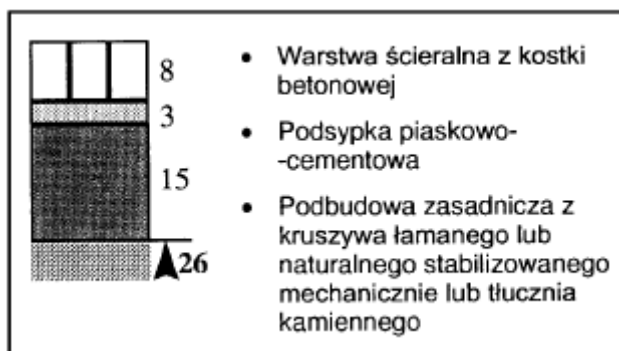 8
3
15
26
• Warstwa ścieralna z kostki
betonowej
• Podsypka piaskowo-
-cementowa
• Podbudowa zasadnicza z
kruszywa łamanego lub
naturalnego stabilizowanego
mechanicznie lub tłucznia
kamiennego